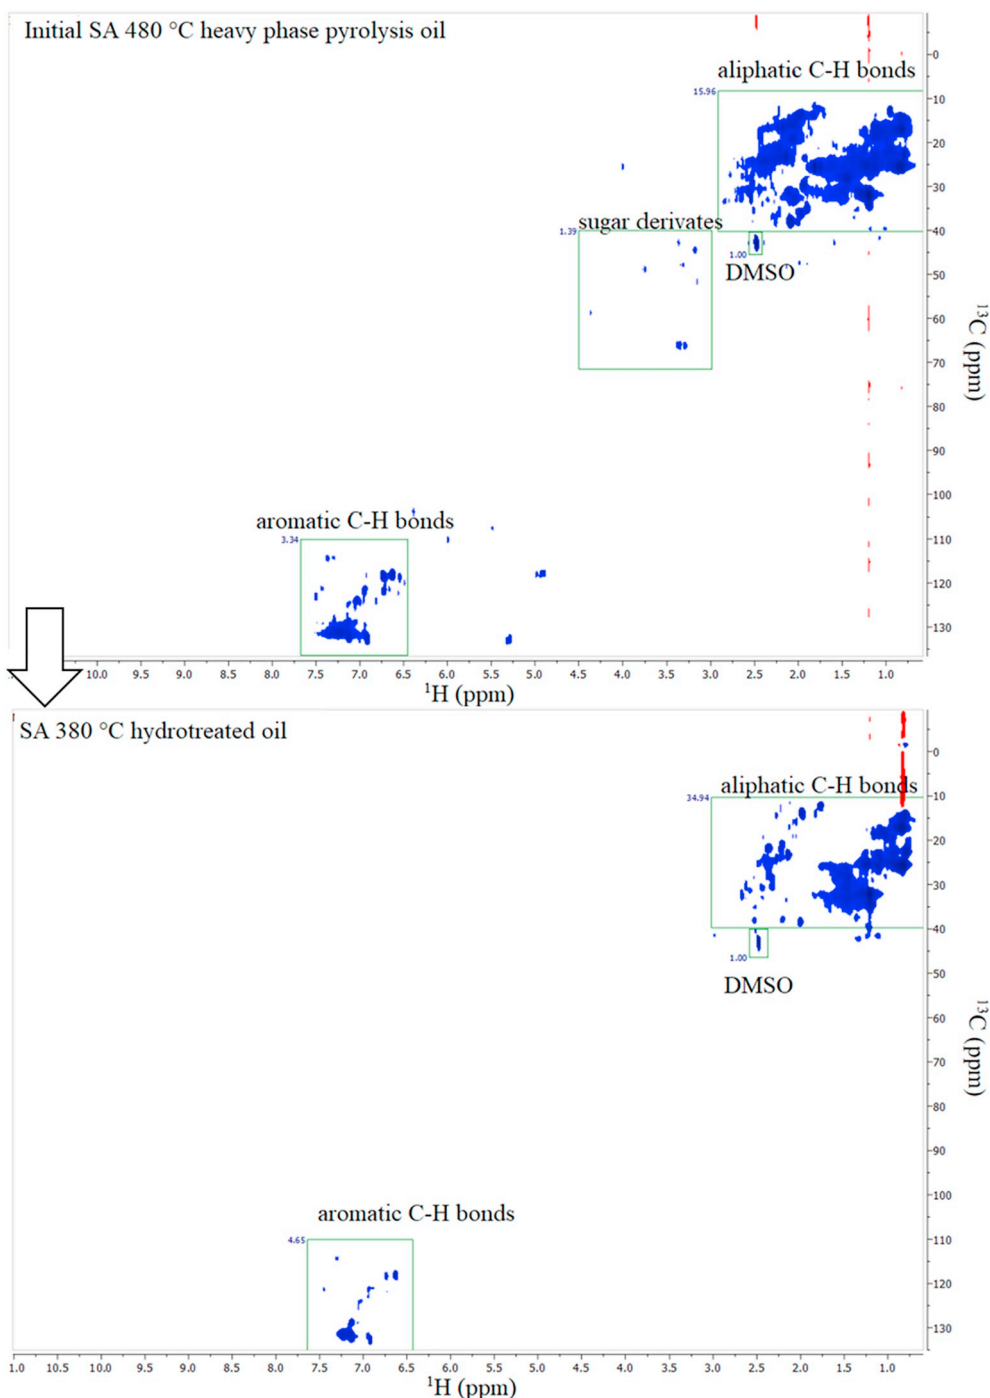 Initial SA 480 °C heavy phase pyrolysis oil
aliphatic C-H bonds
15.96
sugar derivates
1.39
1.00
DMSO
aromatic C-H bonds
3.34
0
10
20
30
40
50
60
70
80
90
100
110
120
130
¹³C (ppm)
10.0 9.5 9.0 8.5 8.0 7.5 7.0 6.5 6.0 5.5 5.0 4.5 4.0 3.5 3.0 2.5 2.0 1.5 1.0
¹H (ppm)
SA 380 °C hydrotreated oil
aliphatic C-H bonds
34.94
1.00
DMSO
aromatic C-H bonds
4.65
0
10
20
30
40
50
60
70
80
90
100
110
120
130
¹³C (ppm)
1.0 10.5 10.0 9.5 9.0 8.5 8.0 7.5 7.0 6.5 6.0 5.5 5.0 4.5 4.0 3.5 3.0 2.5 2.0 1.5 1.0
¹H (ppm)